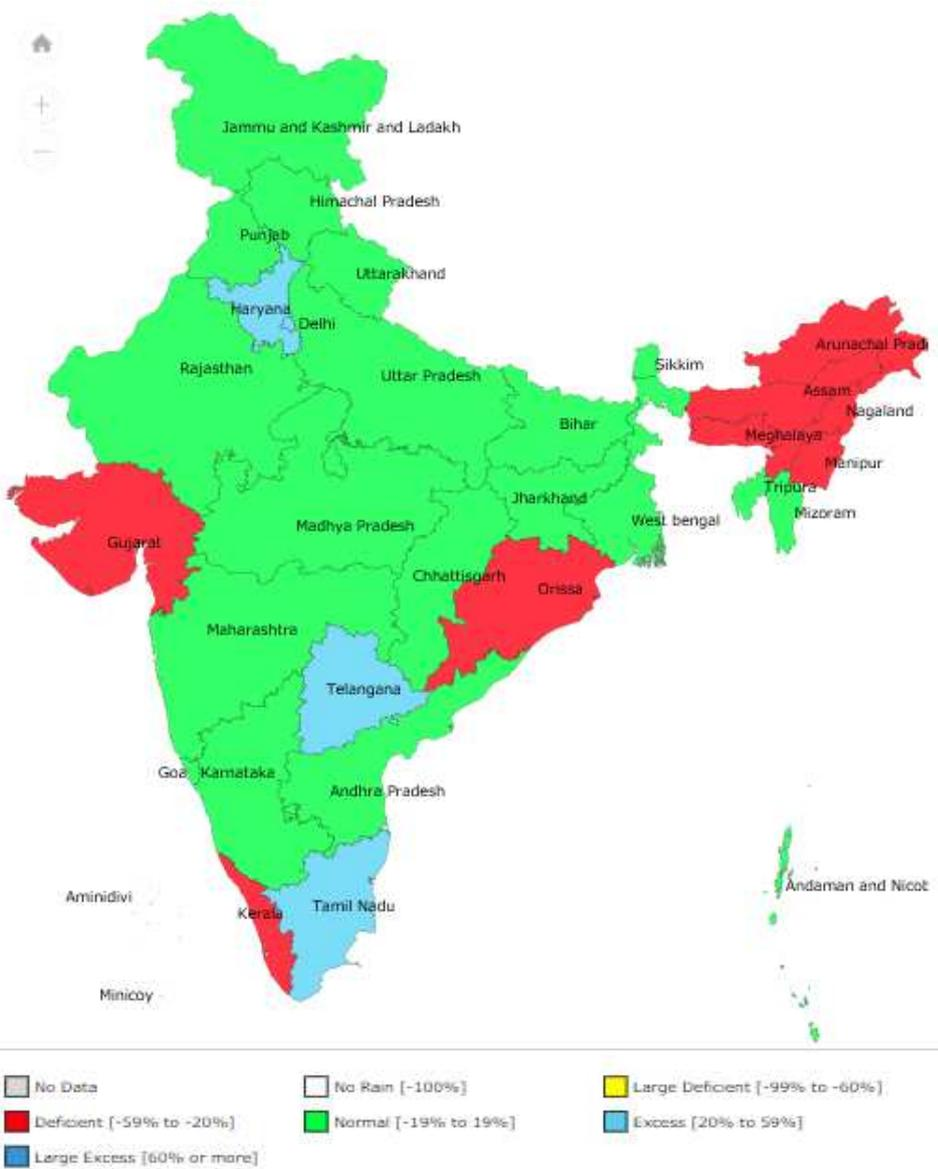 Jammu and Kashmir and Ladakh
Himachal Pradesh
Punjab
Uttarakhand
Haryana
Delhi
Arunachal Prad
Sikkim
Rajasthan
Uttar Pradesh
Assam
Nagaland
Bihar
Meghalaya
Manipur
Tripura
Jharkhand
Mizoram
West bengal
Madhya Pradesh
Gujarat
Chhattisgarh
Orissa
Maharashtra
Telangana
Goa
Karnataka
Andhra Pradesh
Andaman and Nicob
Aminidivi
Tamil Nadu
Kerala
Minicoy
No Data
No Rain [-100%]
Large Deficient [-99% to -60%]
Deficient [-59% to -20%]
Normal [-19% to 19%]
Excess [20% to 59%]
Large Excess [60% or more]